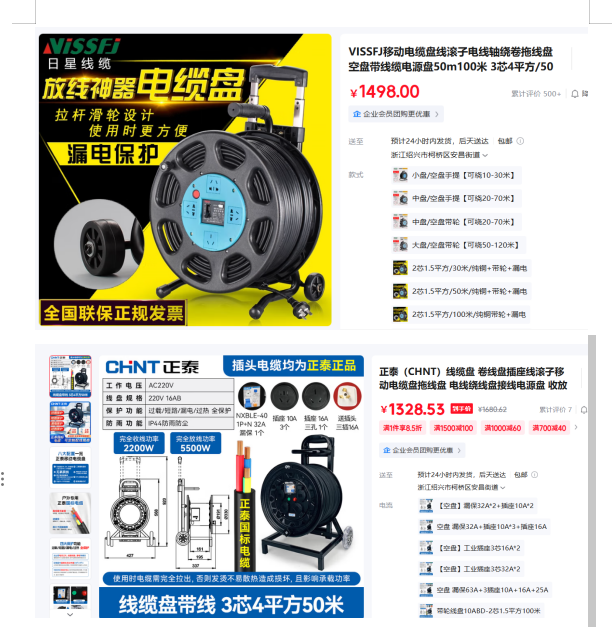 VISSFJ
日星线缆
放线神器电缆盘
拉杆滑轮设计
使用时更方便
漏电保护
全国联保正规发票
VISSFJ移动电缆盘线滚子电线轴绕卷拖线盘
空盘带线缆电源盘50m100米 3芯4平方/50
¥1498.00
累计评价 500+
企业会员团购更优惠 >
送至
预计24小时内发货，后天送达 包邮
浙江绍兴市柯桥区安昌街道
款式
小盘/空盘手提【可绕10-30米】
中盘/空盘手提【可绕20-70米】
中盘/空盘带轮【可绕20-70米】
大盘/空盘带轮【可绕50-120米】
2芯1.5平方/30米/纯铜+带轮+漏电
2芯1.5平方/50米/纯铜+带轮+漏电
2芯1.5平方/100米/纯铜带轮+漏电
CHNT 正泰
插头电缆均为正泰正品
工作电压 AC220V
线盘规格 220V 16AB
保护功能 过载/短路/漏电/过热 全保护
防雨功能 IP44防雨防尘
NXBLE-40
1P+N 32A
漏保 1个
插座 10A
3个
插座 16A
三孔 1个
送插头
三插16A
完全收线功率
2200W
完全放线功率
5500W
427
181
195
337
正泰国标电缆
使用时电缆需完全拉出，否则发烫不易散热造成损坏，且影响承载功率
线缆盘带线 3芯4平方50米
正泰（CHNT）线缆盘 卷线盘插座线滚子移
动电缆盘拖线盘 电线绕线盘接线电源盘 收放
¥1328.53 到手价 ¥1680.62
累计评价 7
满1件享8.5折
满1500减100
满1000减60
满700减40
企业会员团购更优惠 >
送至
预计24小时内发货，后天送达 包邮
浙江绍兴市柯桥区安昌街道
电流
【空盘】漏保32A*2+插座10A*2
空盘 漏保32A+插座10A*3+插座16A
【空盘】工业插座3芯16A*2
【空盘】工业插座3芯32A*2
空盘 漏保63A+3插座10A+16A+25A
带轮线盘10ABD-2芯1.5平方100米